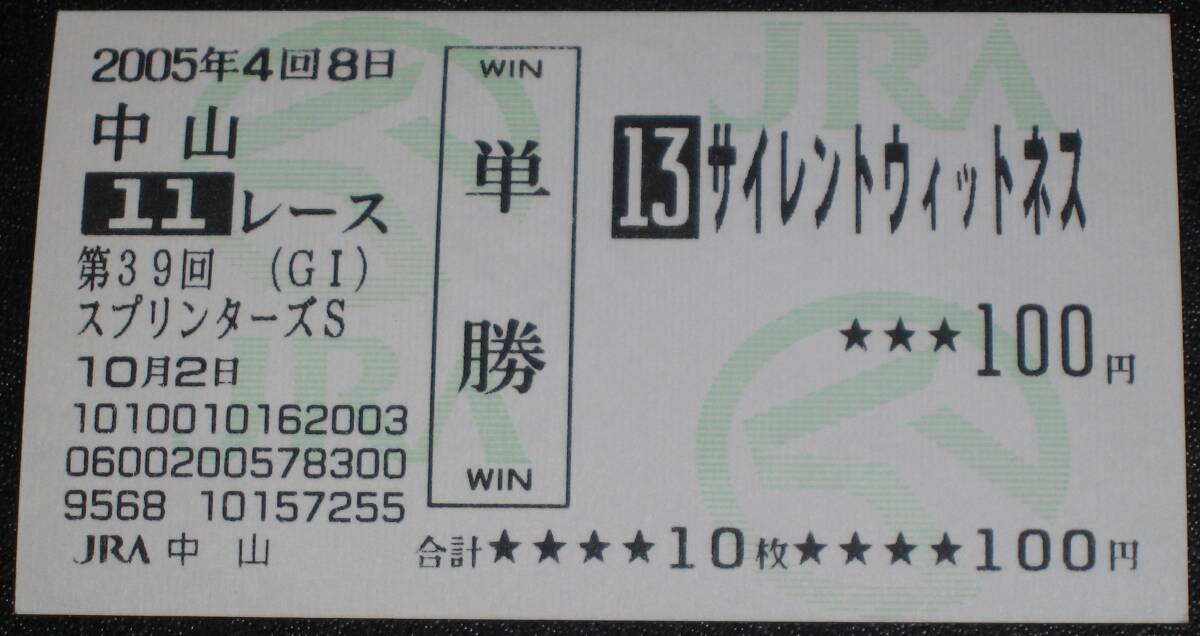 2005年4回8日
中山
11レース
第39回 (GI)
スプリンターズS
10月2日
1010010162003
0600200578300
9568 10157255
JRA 中 山
WIN
単勝
WIN
JRA
13 サイレントウィットネス
★★★100円
合計★★★★10枚★★★★100円
JRA